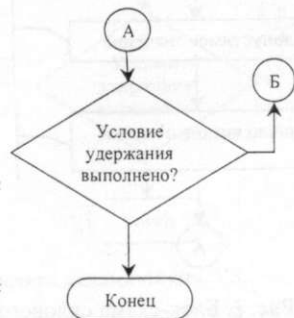 А
Б
Условие
удержания
выполнено?
Конец